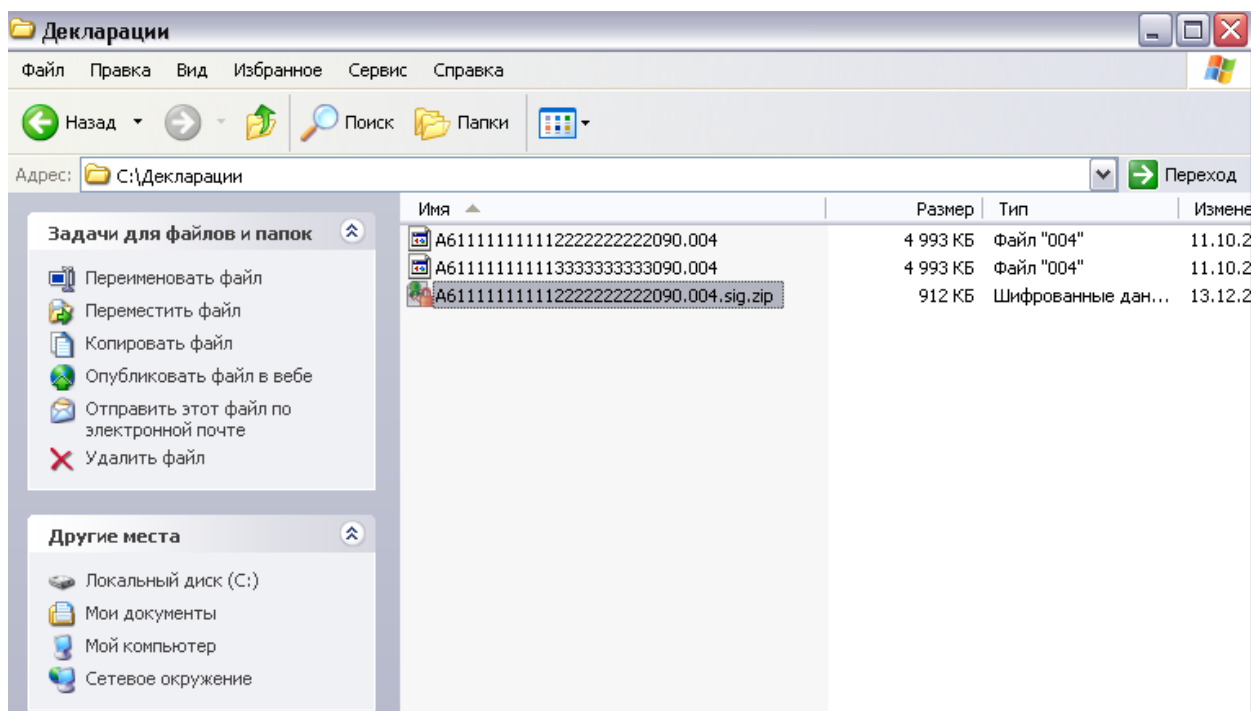 Декларации
Файл Правка Вид Избранное Сервис Справка
Назад Поиск Папки
Адрес: C:\Декларации Переход
Имя Размер Тип Измене
Задачи для файлов и папок
Переименовать файл
Переместить файл
Копировать файл
Опубликовать файл в вебе
Отправить этот файл по
электронной почте
Удалить файл
Другие места
Локальный диск (C:)
Мои документы
Мой компьютер
Сетевое окружение
A6111111111112222222222090.004 4 993 КБ Файл "004" 11.10.2
A6111111111113333333333090.004 4 993 КБ Файл "004" 11.10.2
A6111111111112222222222090.004.sig.zip 912 КБ Шифрованные дан... 13.12.2